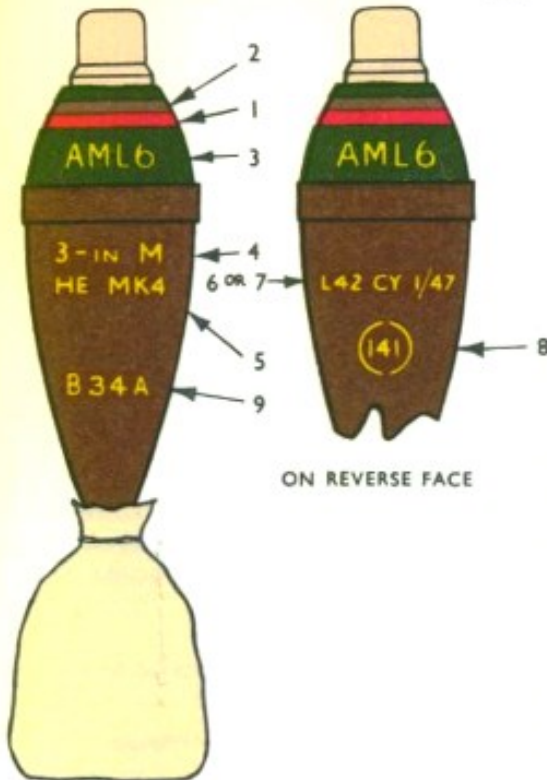 2
1
AML6
3
3-IN M
HE MK4
4
5
B34A
9
AML6
6 OR 7
L42 CY 1/47
(141)
8
ON REVERSE FACE